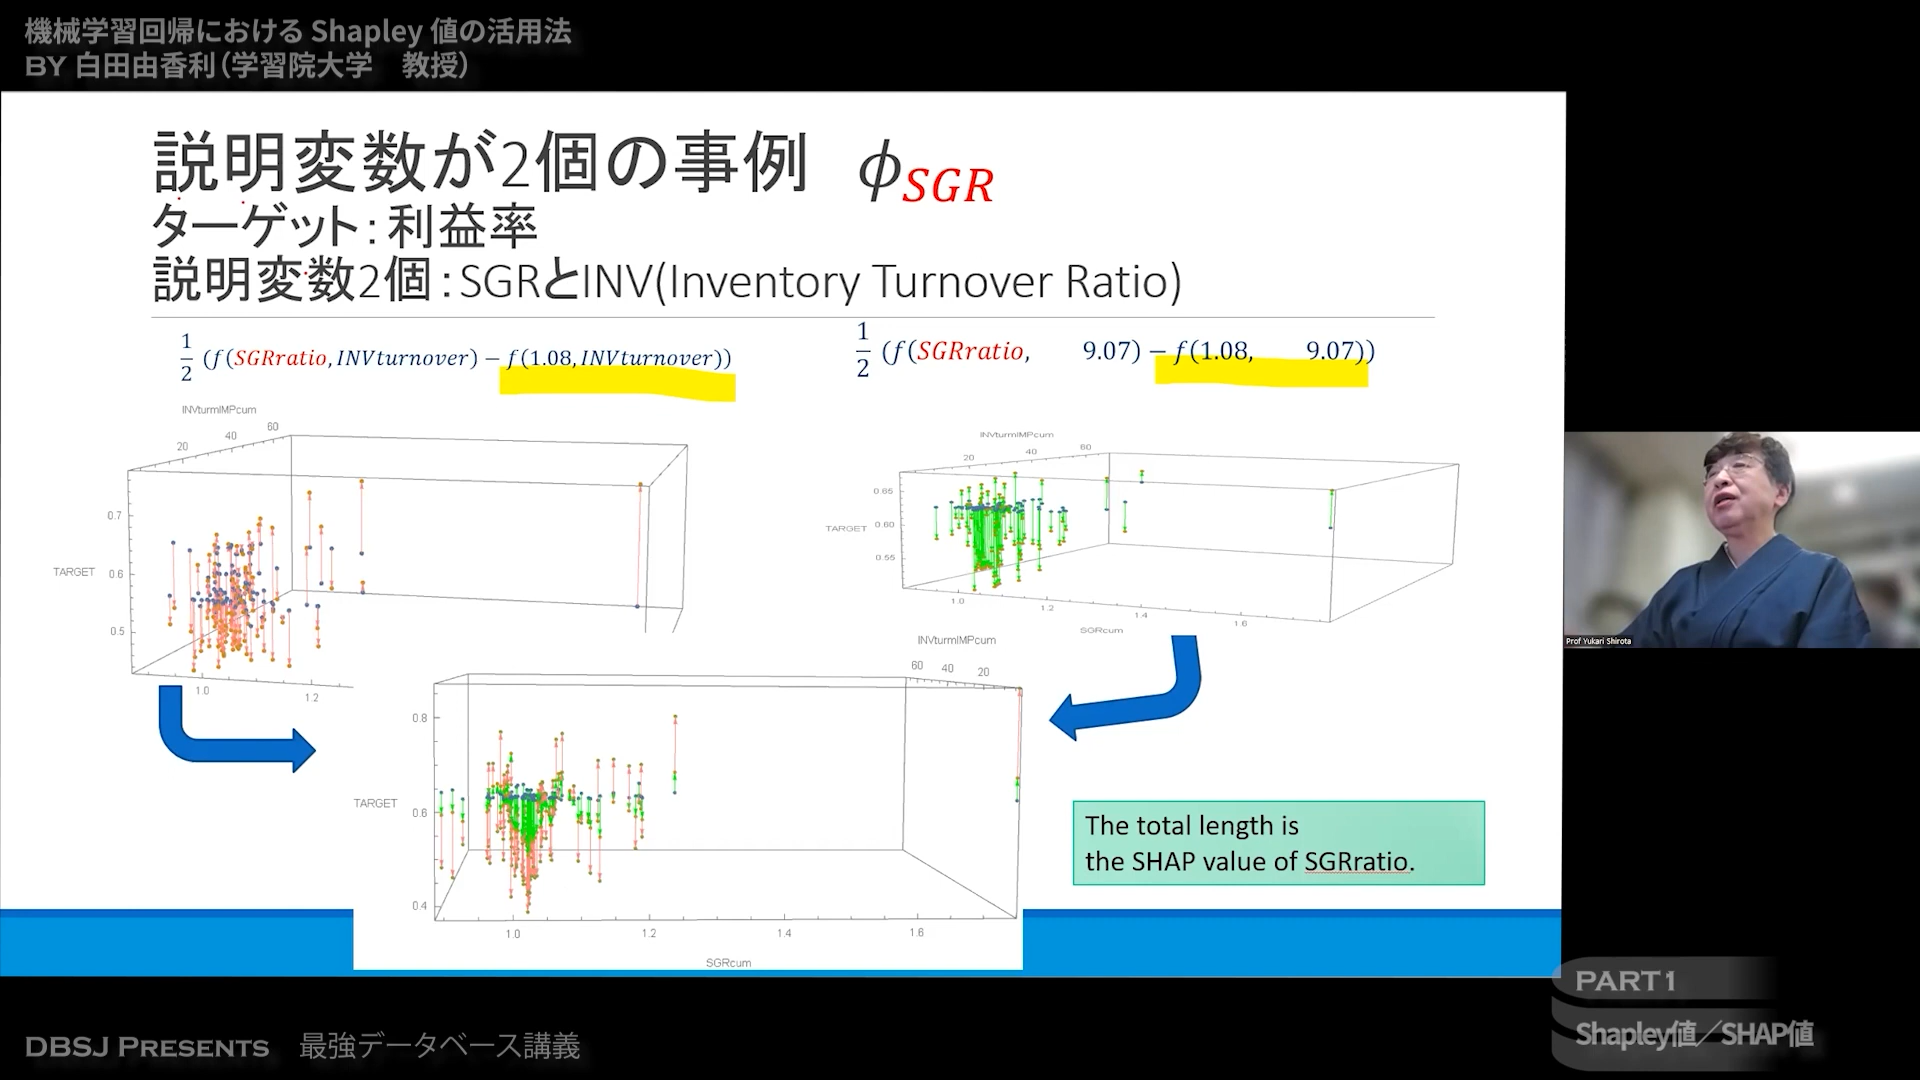 機械学習回帰における Shapley 値の活用法
BY 白田由香利（学習院大学　教授）
説明変数が2個の事例 ϕSGR
ターゲット：利益率
説明変数2個：SGRとINV(Inventory Turnover Ratio)
1/2 (f(SGRratio, INVturnover) − f(1.08, INVturnover))
1/2 (f(SGRratio, 9.07) − f(1.08, 9.07))
INVturnIMPcum
20 40 60
0.7
TARGET 0.6
0.5
1.0 1.2
INVturnIMPcum
20 40 60
0.65
TARGET 0.60
0.55
1.0 1.2 1.4 1.6
SGRcum
INVturnIMPcum
60 40 20
0.8
TARGET
0.6
0.4
1.0 1.2 1.4 1.6
SGRcum
The total length is
the SHAP value of SGRratio.
Prof Yukari Shirota
PART1
Shapley値／SHAP値
DBSJ PRESENTS 最強データベース講義